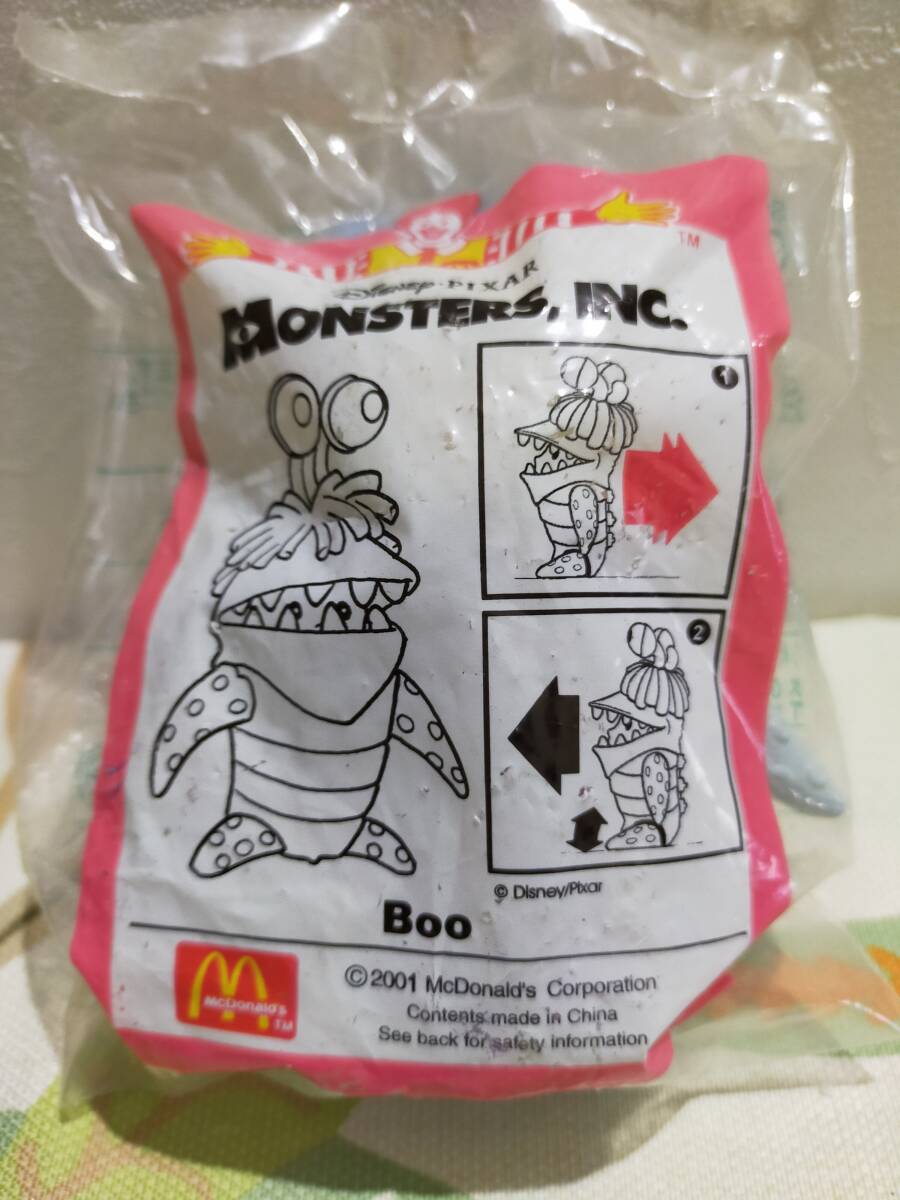 TM
Disney·PIXAR
MONSTERS, INC.
1
2
© Disney/Pixar
Boo
McDonald's
TM
©2001 McDonald's Corporation
Contents made in China
See back for safety information